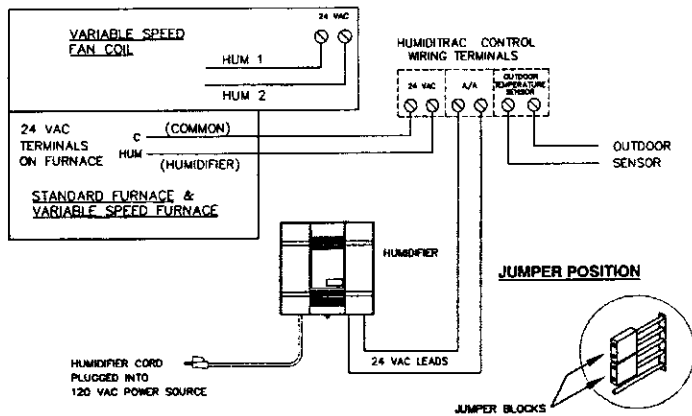 VARIABLE SPEED
FAN COIL
24 VAC
HUM 1
HUM 2
HUMIDITRAC CONTROL
WIRING TERMINALS
24 VAC
A/A
OUTDOOR
TEMPERATURE
SENSOR
24 VAC
TERMINALS
ON FURNACE
C
(COMMON)
HUM
(HUMIDIFIER)
STANDARD FURNACE &
VARIABLE SPEED FURNACE
OUTDOOR
SENSOR
HUMIDIFIER
JUMPER POSITION
24 VAC LEADS
HUMIDIFIER CORD
PLUGGED INTO
120 VAC POWER SOURCE
JUMPER BLOCKS